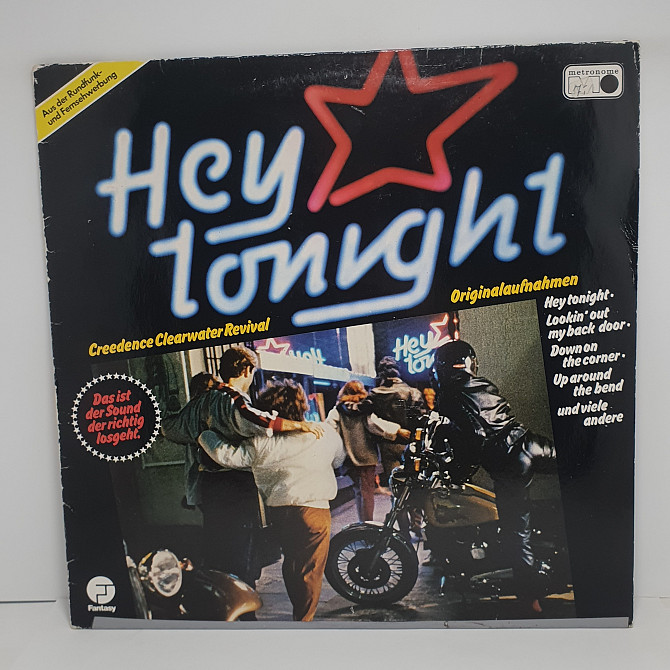 Aus der Rundfunk-
und Fernsehwerbung
metronome
Hey
tonight
Creedence Clearwater Revival
Originalaufnahmen
Hey tonight •
Lookin' out
my back door •
Down on
the corner •
Up around
the bend
und viele
andere
Das ist
der Sound
der richtig
losgeht.
Hey
tonight
Fantasy